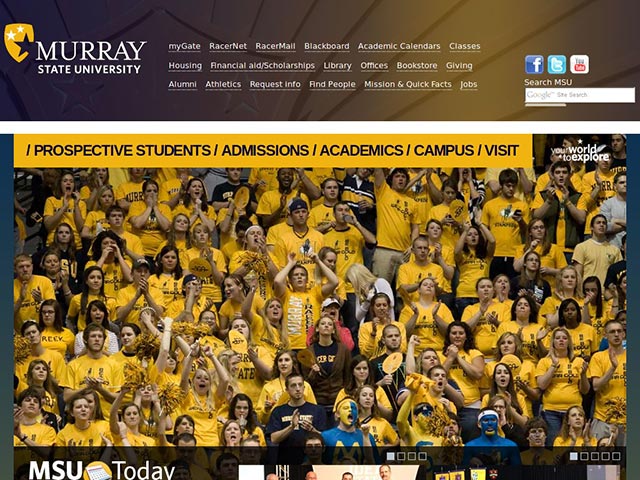 MURRAY
STATE UNIVERSITY
myGate RacerNet RacerMail Blackboard Academic Calendars Classes
Housing Financial aid/Scholarships Library Offices Bookstore Giving
Alumni Athletics Request info Find People Mission & Quick Facts Jobs
Search MSU
Google Site Search
/ PROSPECTIVE STUDENTS / ADMISSIONS / ACADEMICS / CAMPUS / VISIT
your world
to explore
MSU Today